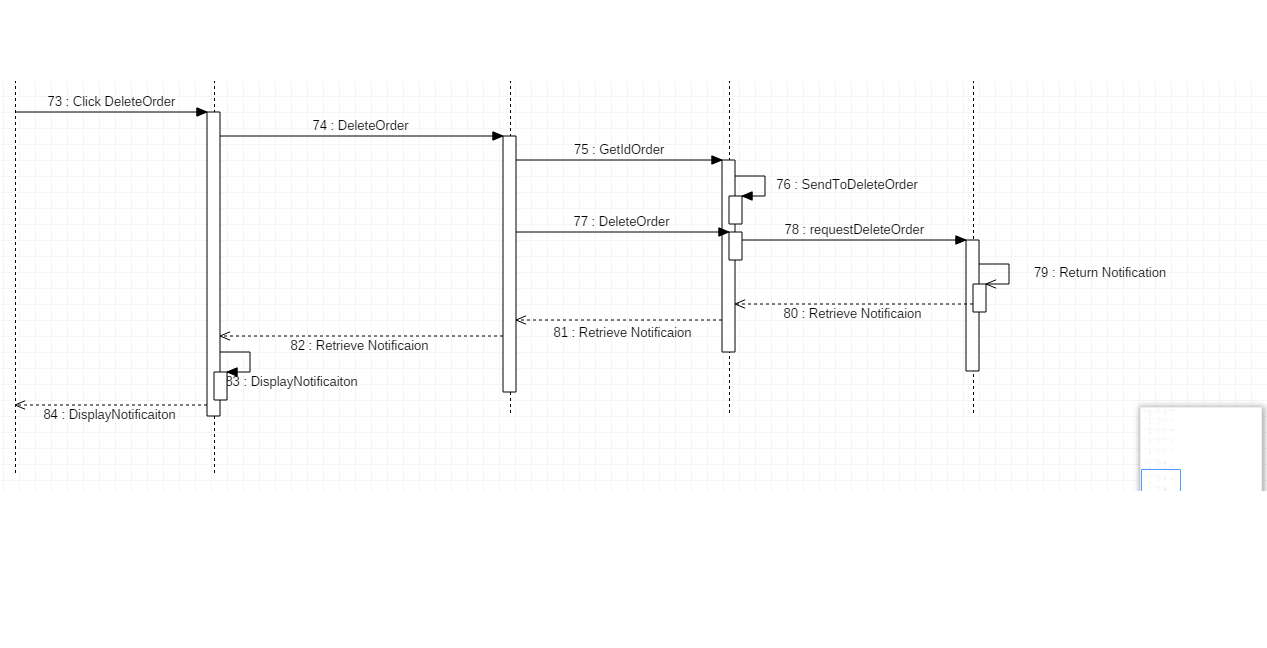 73 : Click DeleteOrder
74 : DeleteOrder
75 : GetIdOrder
76 : SendToDeleteOrder
77 : DeleteOrder
78 : requestDeleteOrder
79 : Return Notification
80 : Retrieve Notificaion
81 : Retrieve Notificaion
82 : Retrieve Notificaion
83 : DisplayNotificaiton
84 : DisplayNotificaiton